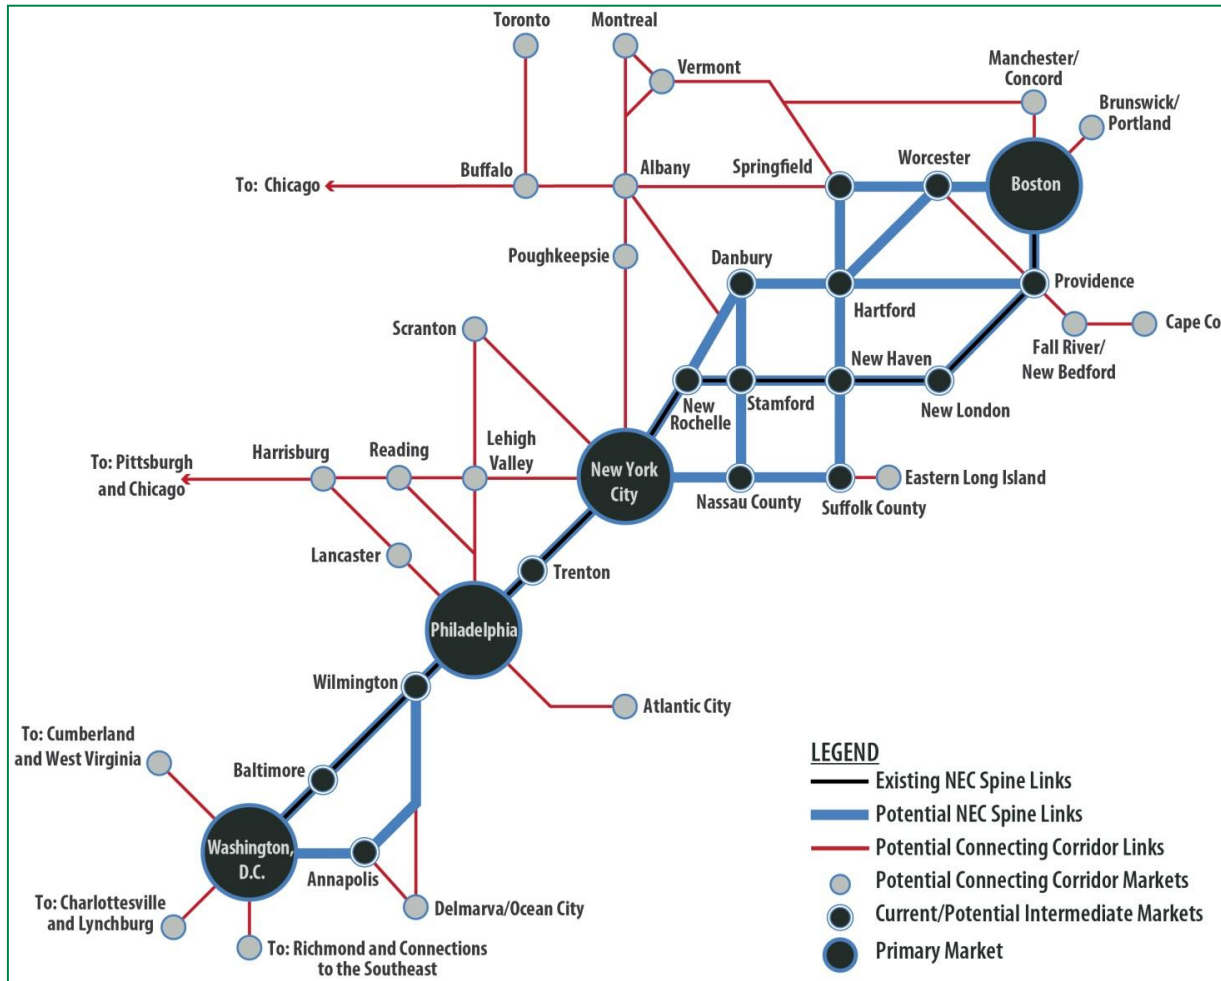 Toronto
Montreal
Vermont
Manchester/
Concord
Brunswick/
Portland
Buffalo
Albany
Springfield
Worcester
Boston
To: Chicago
Poughkeepsie
Danbury
Hartford
Providence
Scranton
New Haven
Fall River/
New Bedford
Cape Co
New
Rochelle
Stamford
New London
To: Pittsburgh
and Chicago
Harrisburg
Reading
Lehigh
Valley
New York
City
Nassau County
Suffolk County
Eastern Long Island
Lancaster
Trenton
Philadelphia
Wilmington
Atlantic City
To: Cumberland
and West Virginia
Baltimore
Washington,
D.C.
Annapolis
Delmarva/Ocean City
To: Charlottesville
and Lynchburg
To: Richmond and Connections
to the Southeast
LEGEND
Existing NEC Spine Links
Potential NEC Spine Links
Potential Connecting Corridor Links
Potential Connecting Corridor Markets
Current/Potential Intermediate Markets
Primary Market